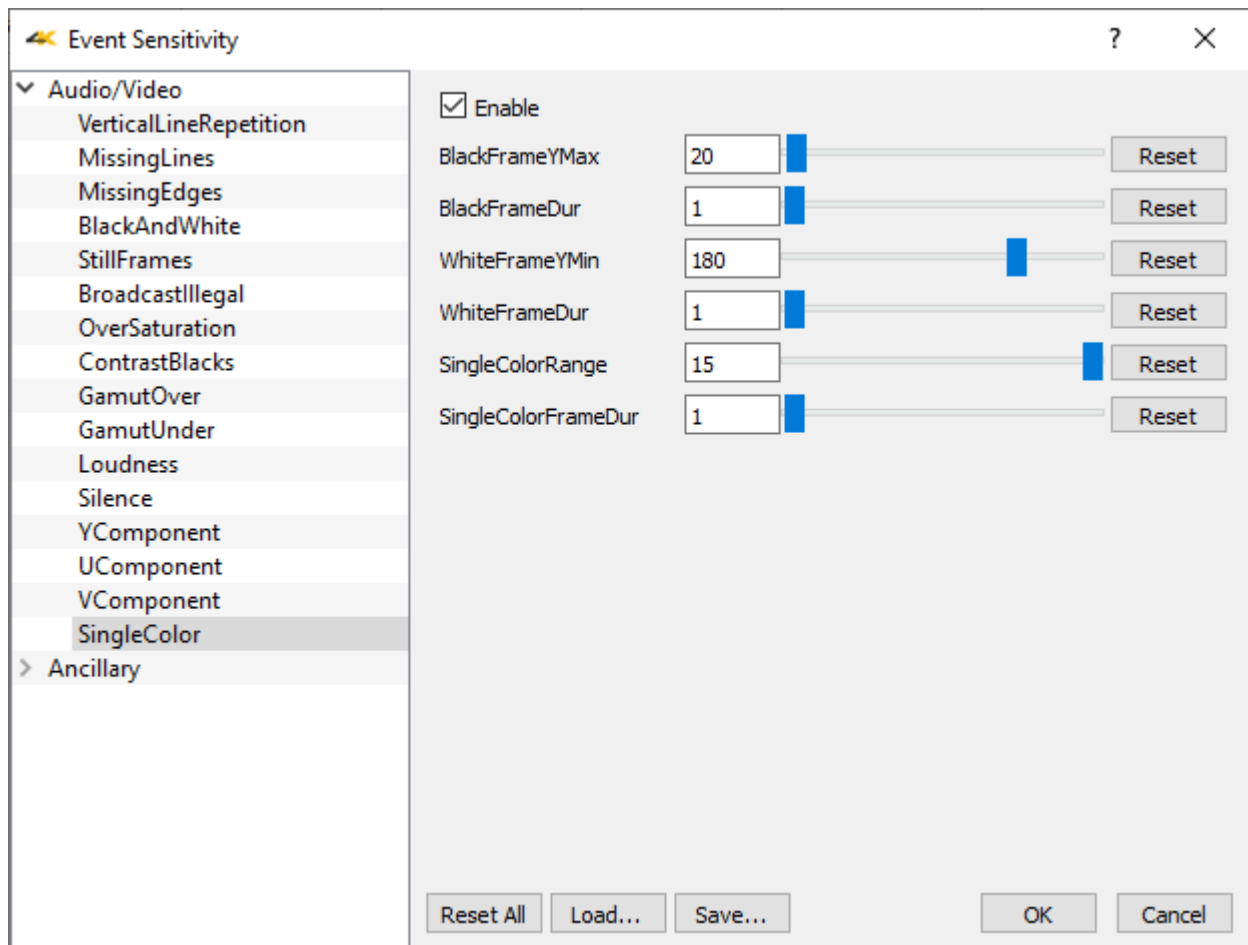 4K Event Sensitivity ?
Audio/Video
VerticalLineRepetition
MissingLines
MissingEdges
BlackAndWhite
StillFrames
BroadcastIllegal
OverSaturation
ContrastBlacks
GamutOver
GamutUnder
Loudness
Silence
YComponent
UComponent
VComponent
SingleColor
Ancillary
Enable
BlackFrameYMax 20 Reset
BlackFrameDur 1 Reset
WhiteFrameYMin 180 Reset
WhiteFrameDur 1 Reset
SingleColorRange 15 Reset
SingleColorFrameDur 1 Reset
Reset All Load... Save... OK Cancel